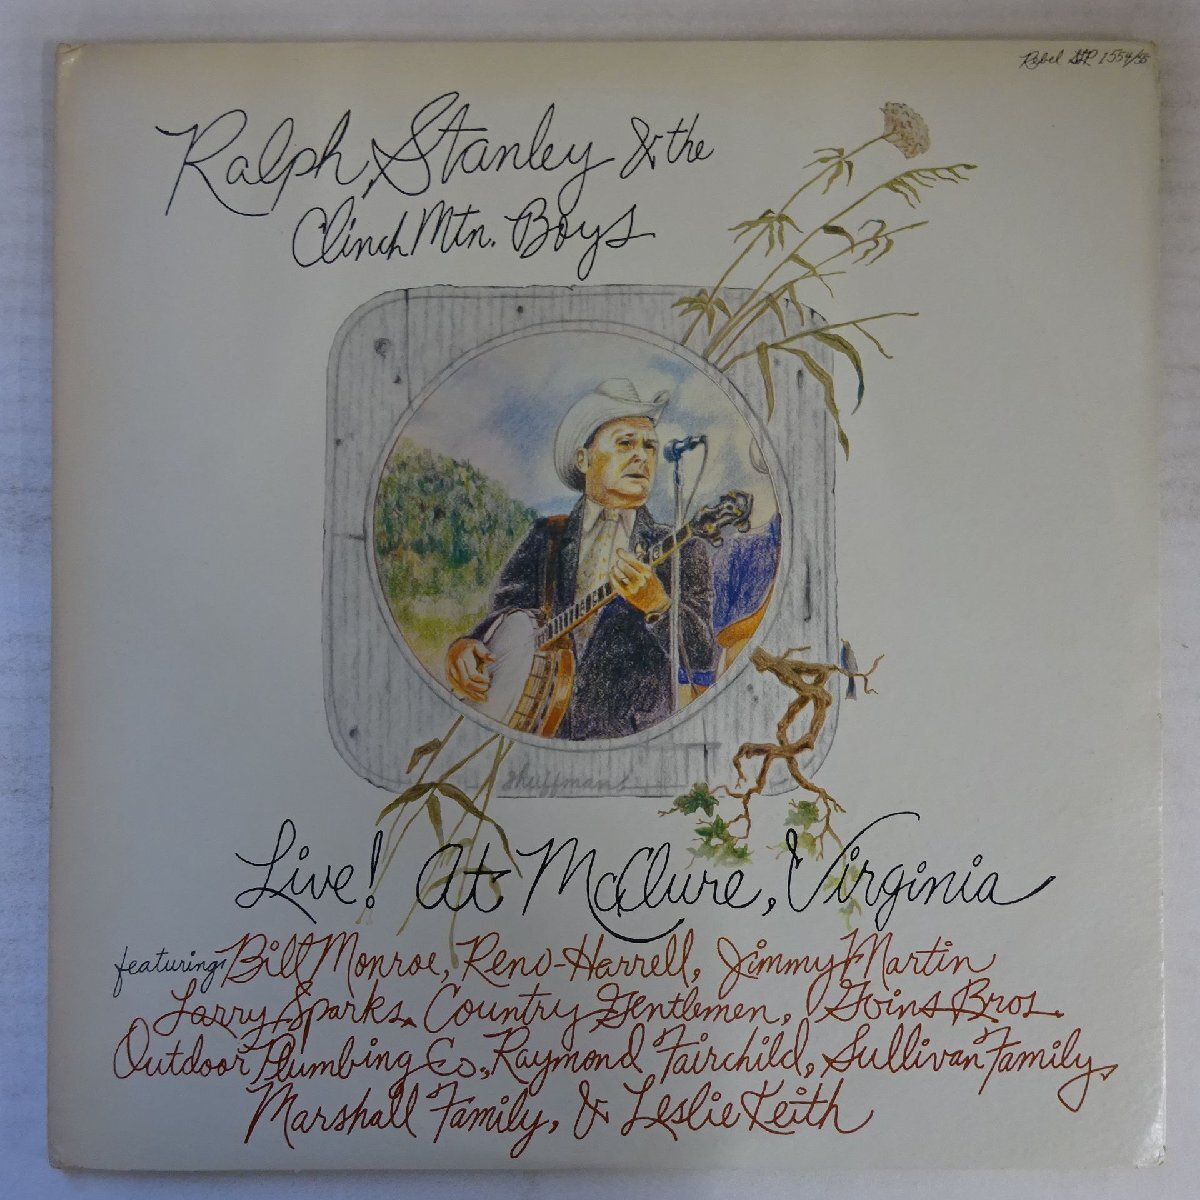 Rebel SLP 1554/55
Ralph Stanley & the
Clinch Mtn. Boys
Shuffman
Live! At McClure, Virginia
featuring: Bill Monroe, Reno-Harrell, Jimmy Martin
Larry Sparks, Country Gentlemen, Goins Bros.
Outdoor Plumbing Co., Raymond Fairchild, Sullivan Family,
Marshall Family, & Leslie Keith